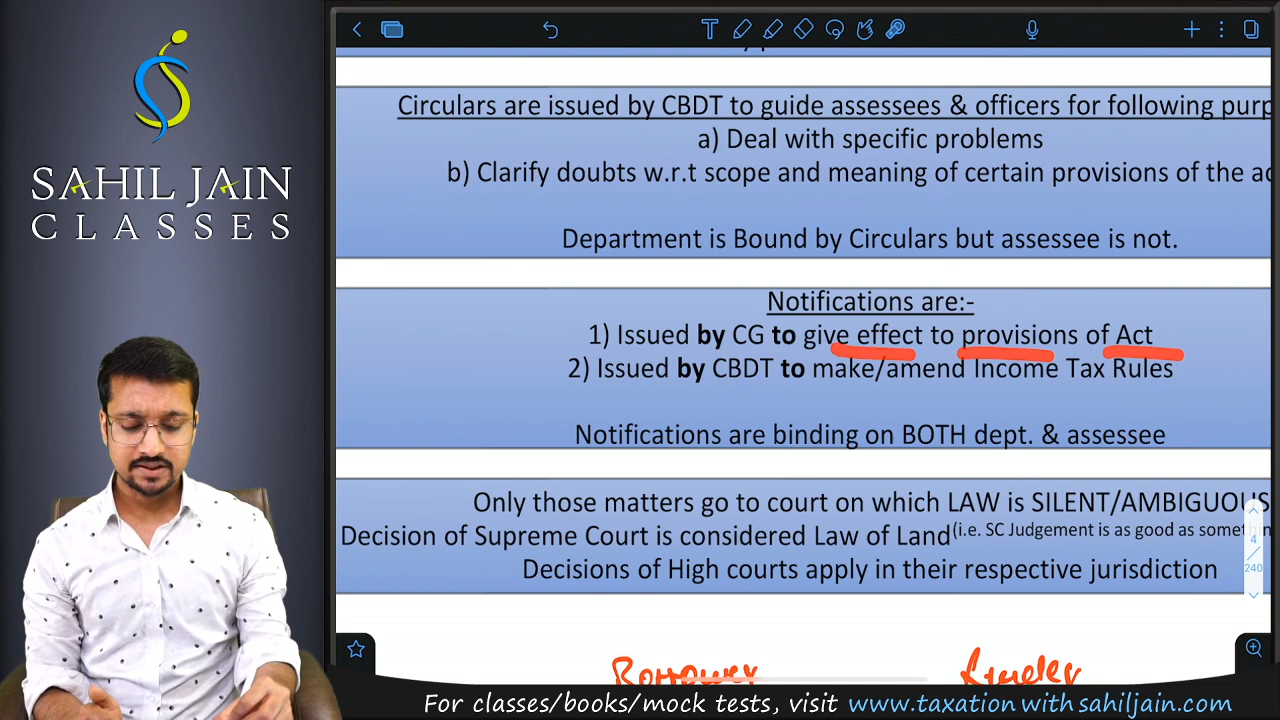 SAHIL JAIN
CLASSES
Circulars are issued by CBDT to guide assessees & officers for following purp
a) Deal with specific problems
b) Clarify doubts w.r.t scope and meaning of certain provisions of the ac
Department is Bound by Circulars but assessee is not.
Notifications are:-
1) Issued by CG to give effect to provisions of Act
2) Issued by CBDT to make/amend Income Tax Rules
Notifications are binding on BOTH dept. & assessee
Only those matters go to court on which LAW is SILENT/AMBIGUOUS
Decision of Supreme Court is considered Law of Land(i.e. SC Judgement is as good as somethin
Decisions of High courts apply in their respective jurisdiction
4
/
240
Borrower Lender
For classes/books/mock tests, visit www.taxationwithsahiljain.com